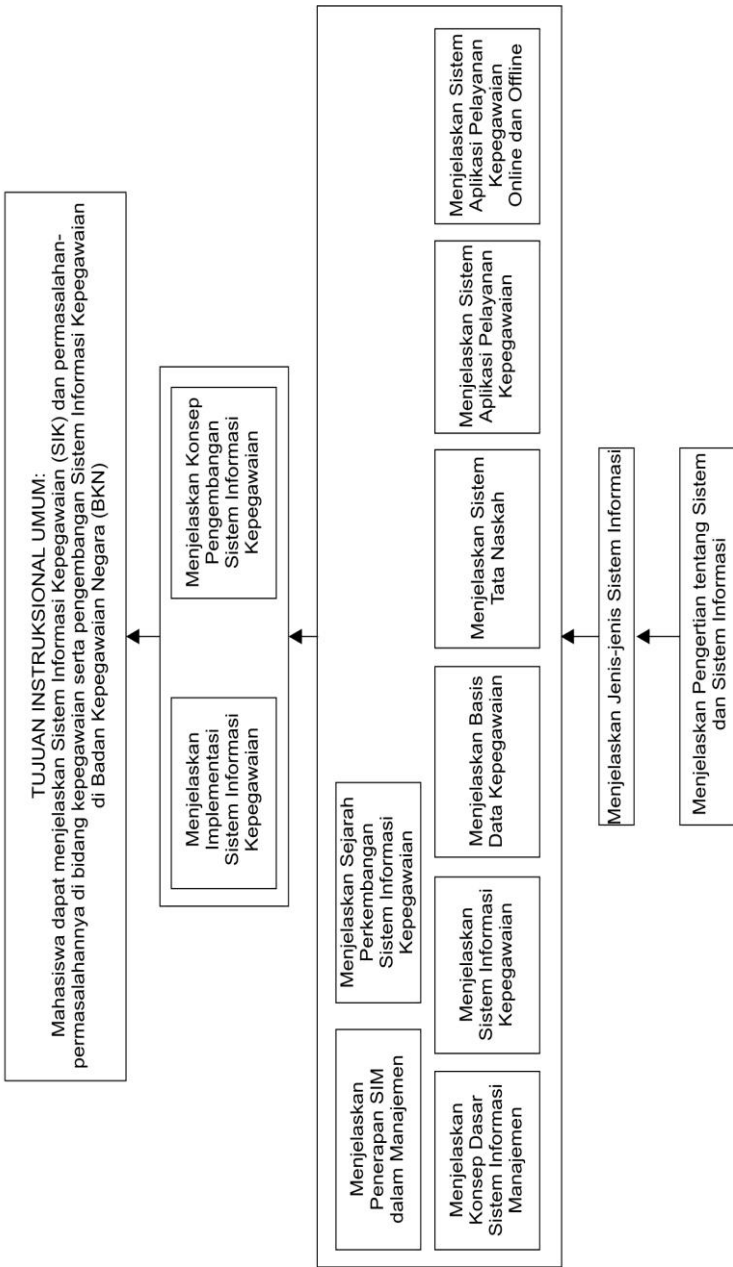 TUJUAN INSTRUKSIONAL UMUM:
Mahasiswa dapat menjelaskan Sistem Informasi Kepegawaian (SIK) dan permasalahan-
permasalahannya di bidang kepegawaian serta pengembangan Sistem Informasi Kepegawaian
di Badan Kepegawaian Negara (BKN)
Menjelaskan
Implementasi
Sistem Informasi
Kepegawaian
Menjelaskan Konsep
Pengembangan
Sistem Informasi
Kepegawaian
Menjelaskan
Penerapan SIM
dalam Manajemen
Menjelaskan Sejarah
Perkembangan
Sistem Informasi
Kepegawaian
Menjelaskan
Konsep Dasar
Sistem Informasi
Manajemen
Menjelaskan
Sistem Informasi
Kepegawaian
Menjelaskan Basis
Data Kepegawaian
Menjelaskan Sistem
Tata Naskah
Menjelaskan Sistem
Aplikasi Pelayanan
Kepegawaian
Menjelaskan Sistem
Aplikasi Pelayanan
Kepegawaian
Online dan Offline
Menjelaskan Jenis-jenis Sistem Informasi
Menjelaskan Pengertian tentang Sistem
dan Sistem Informasi